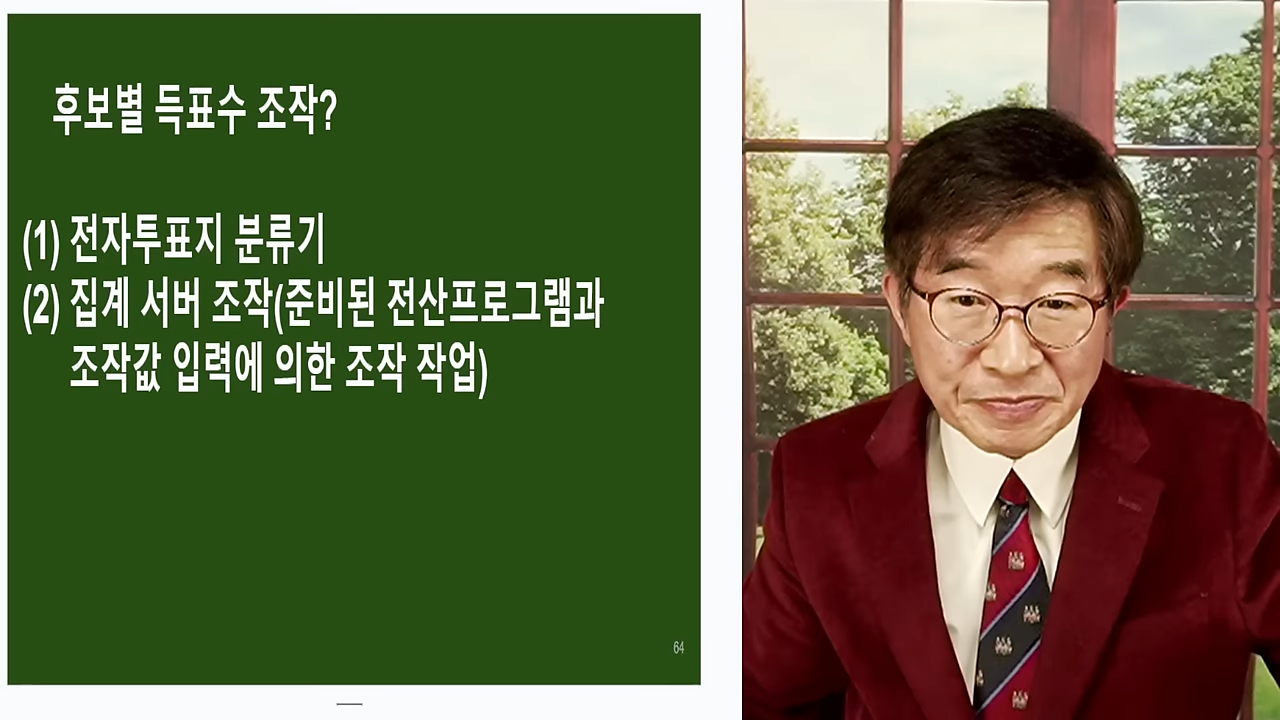 후보별 득표수 조작?
(1) 전자투표지 분류기
(2) 집계 서버 조작(준비된 전산프로그램과
조작값 입력에 의한 조작 작업)
64